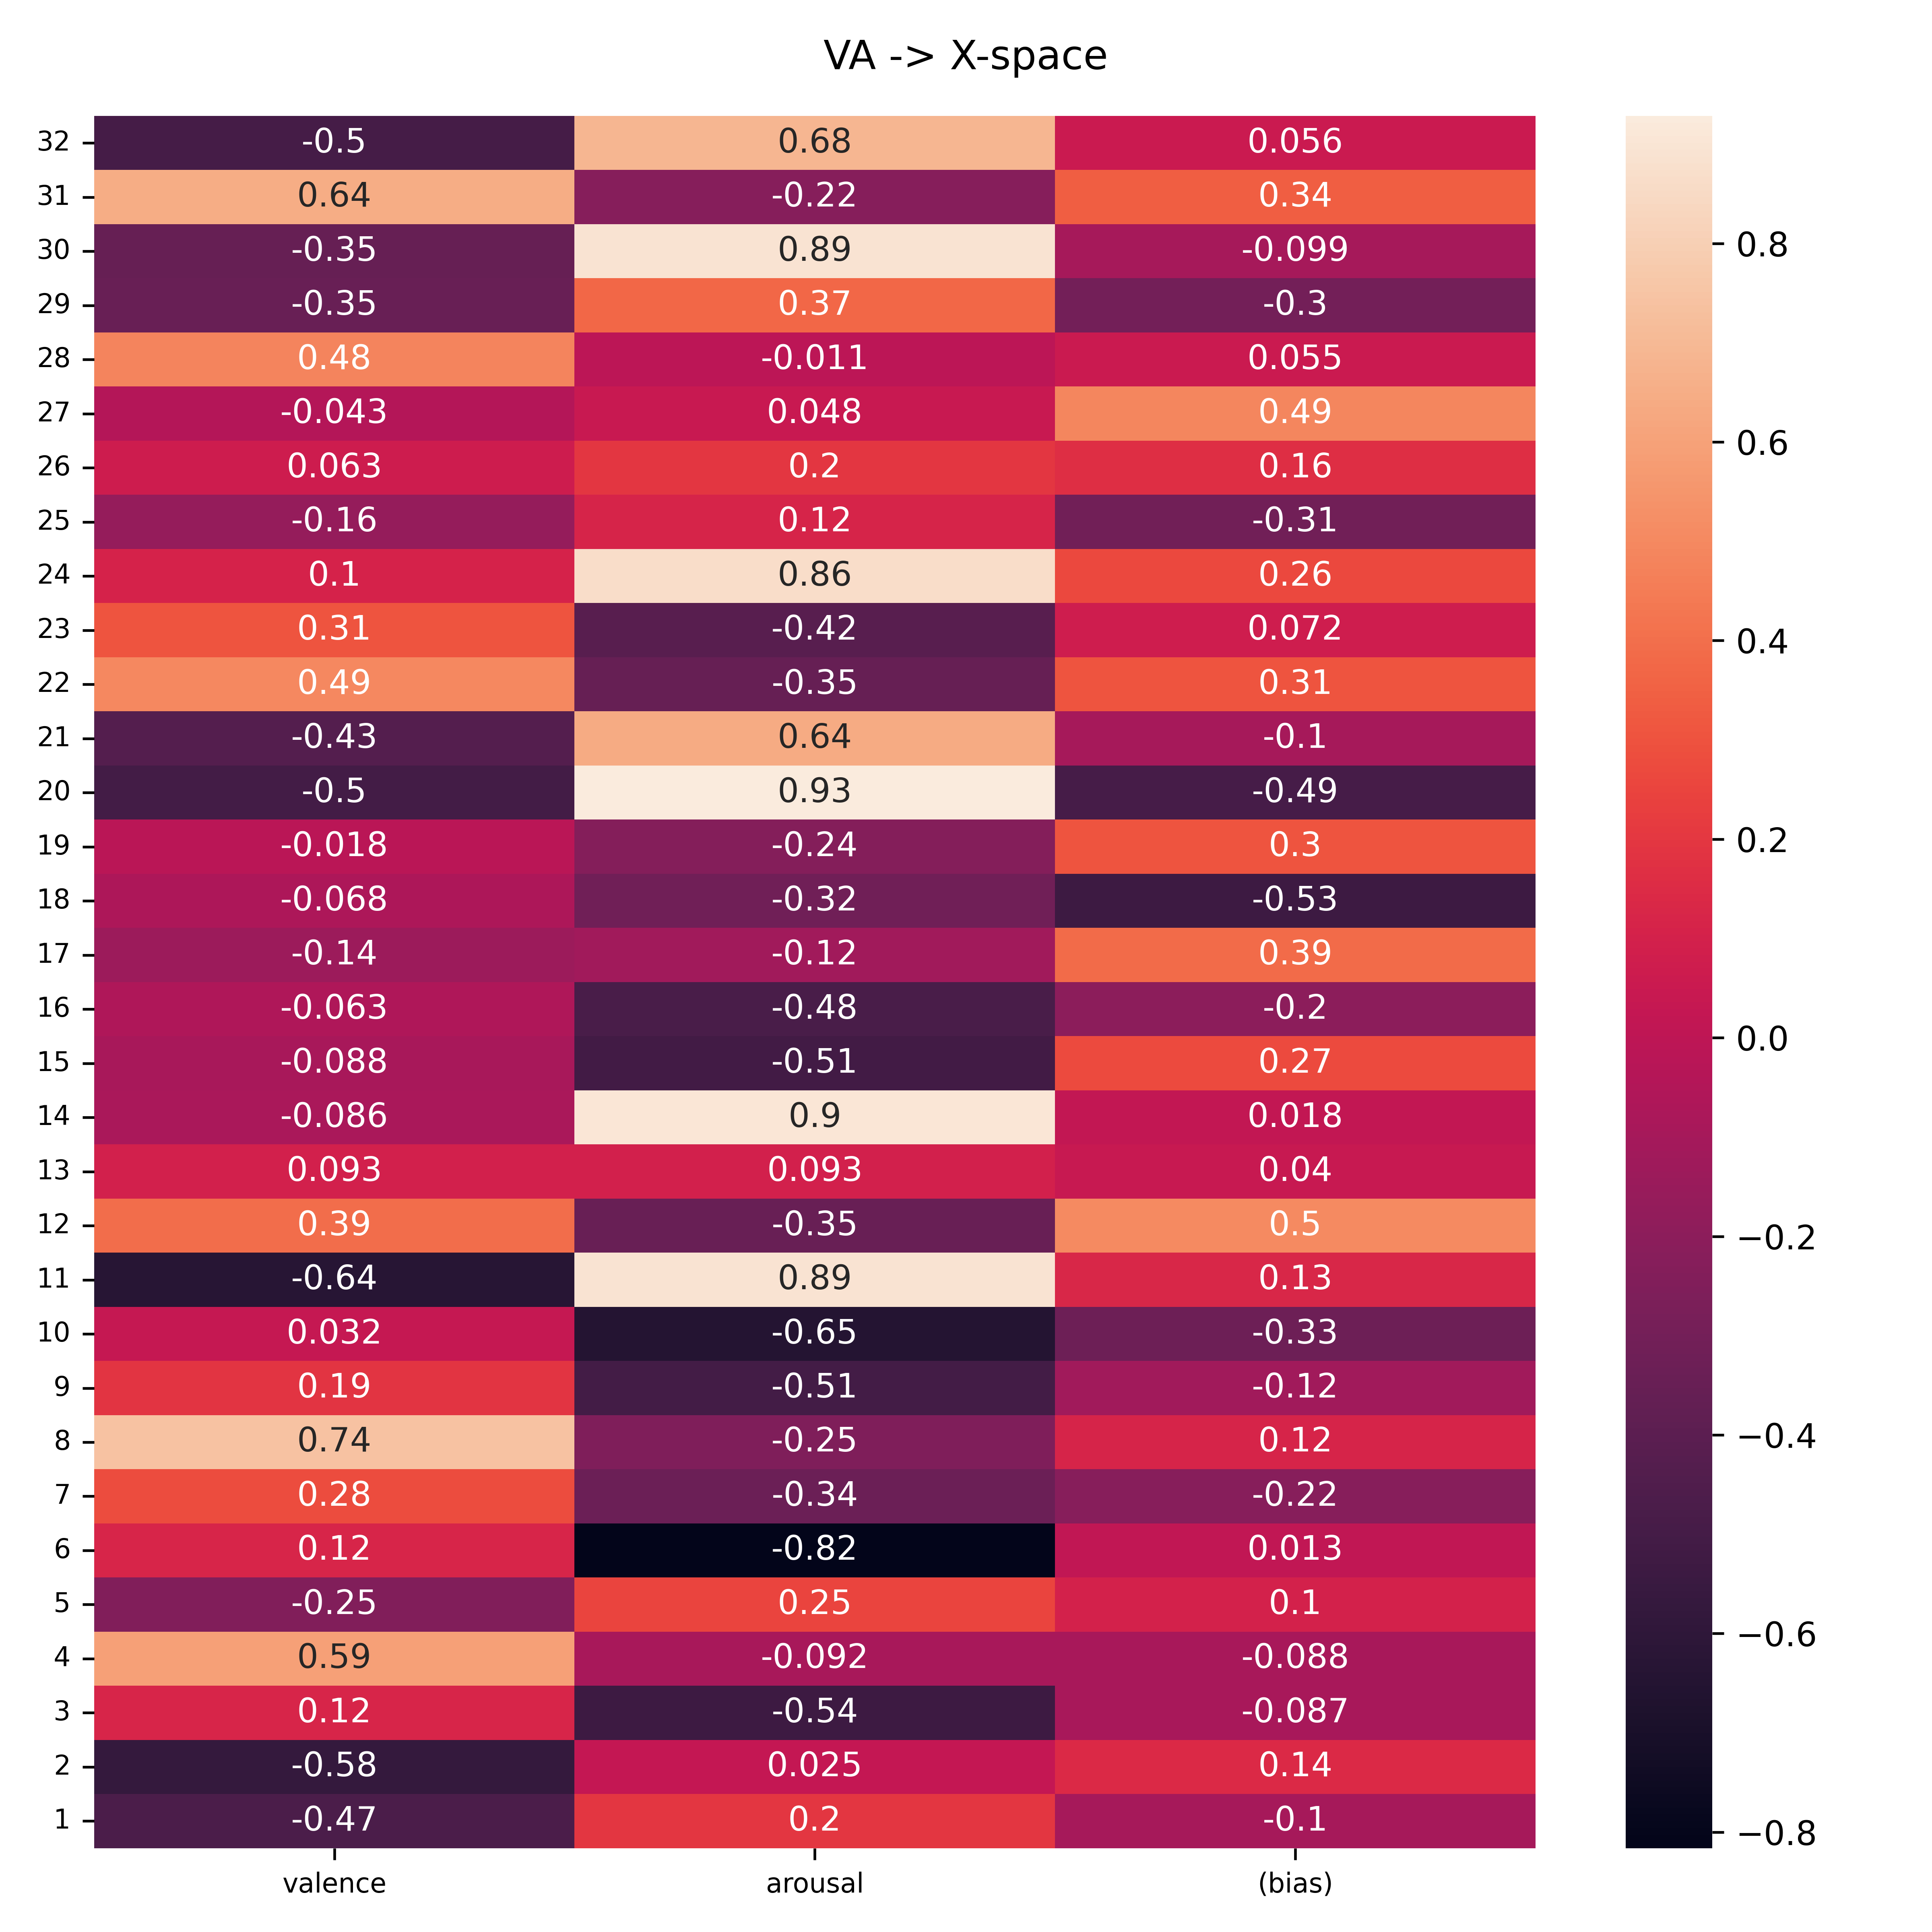 VA -> X-space
32 -0.5 0.68 0.056
31 0.64 -0.22 0.34 0.8
30 -0.35 0.89 -0.099
29 -0.35 0.37 -0.3
28 0.48 -0.011 0.055
27 -0.043 0.048 0.49 0.6
26 0.063 0.2 0.16
25 -0.16 0.12 -0.31
24 0.1 0.86 0.26
23 0.31 -0.42 0.072 0.4
22 0.49 -0.35 0.31
21 -0.43 0.64 -0.1
20 -0.5 0.93 -0.49
19 -0.018 -0.24 0.3 0.2
18 -0.068 -0.32 -0.53
17 -0.14 -0.12 0.39
16 -0.063 -0.48 -0.2
15 -0.088 -0.51 0.27 0.0
14 -0.086 0.9 0.018
13 0.093 0.093 0.04
12 0.39 -0.35 0.5 −0.2
11 -0.64 0.89 0.13
10 0.032 -0.65 -0.33
9 0.19 -0.51 -0.12
8 0.74 -0.25 0.12 −0.4
7 0.28 -0.34 -0.22
6 0.12 -0.82 0.013
5 -0.25 0.25 0.1
4 0.59 -0.092 -0.088 −0.6
3 0.12 -0.54 -0.087
2 -0.58 0.025 0.14
1 -0.47 0.2 -0.1 −0.8
valence arousal (bias)